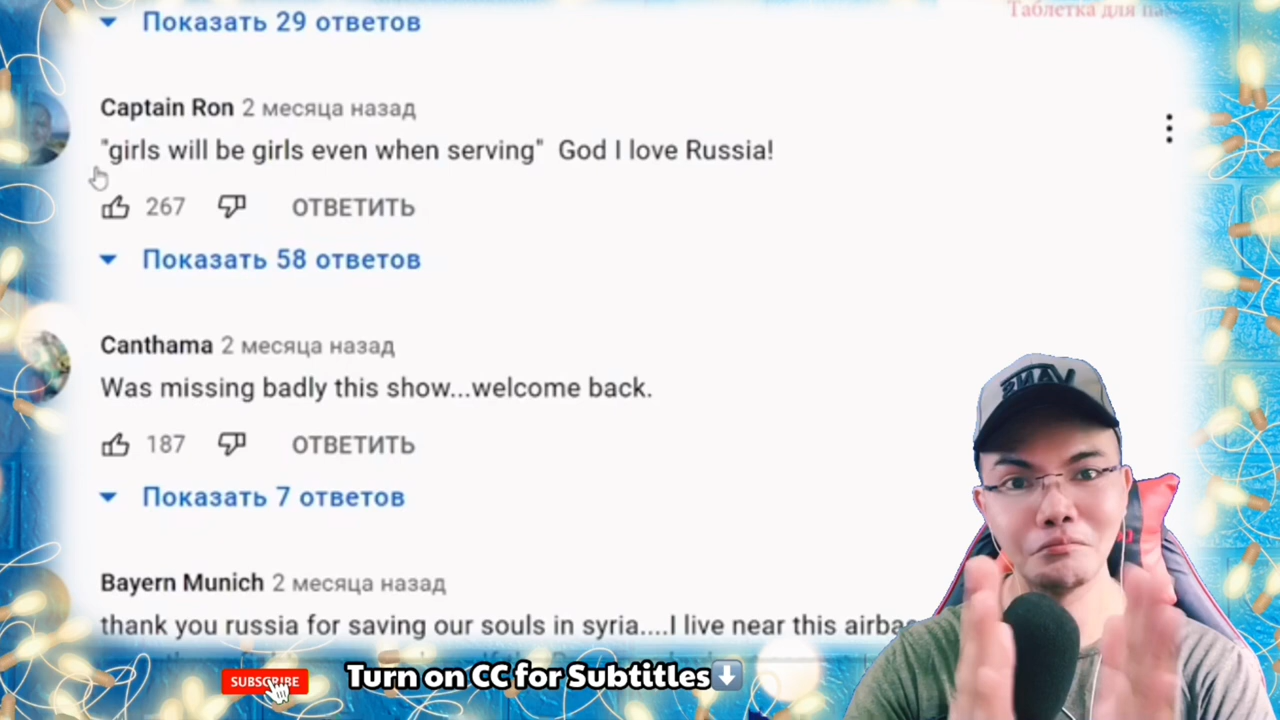 Показать 29 ответов
Таблетка для
Captain Ron 2 месяца назад
"girls will be girls even when serving" God I love Russia!
267 ОТВЕТИТЬ
Показать 58 ответов
Canthama 2 месяца назад
Was missing badly this show...welcome back.
187 ОТВЕТИТЬ
Показать 7 ответов
VANS
Bayern Munich 2 месяца назад
thank you russia for saving our souls in syria....I live near this
SUBSCRIBE
Turn on CC for Subtitles